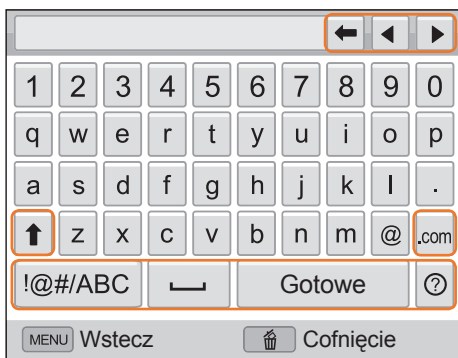 1 2 3 4 5 6 7 8 9 0
q w e r t y u i o p
a s d f g h j k l .
z x c v b n m @ .com
!@#/ABC Gotowe ?
MENU Wstecz Cofnięcie